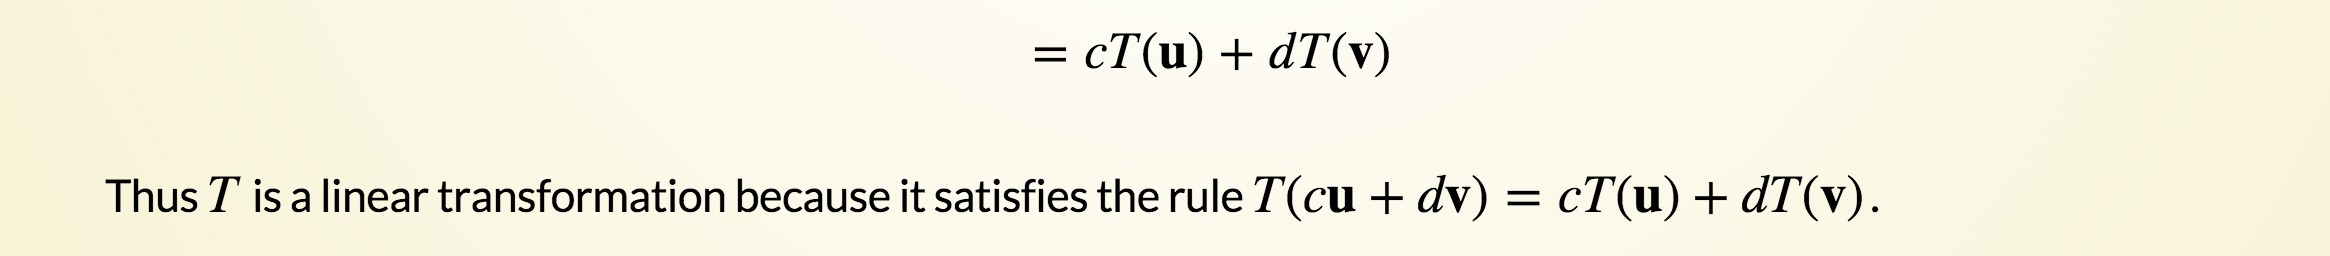 = cT(u) + dT(v)
Thus T is a linear transformation because it satisfies the rule T(cu + dv) = cT(u) + dT(v).